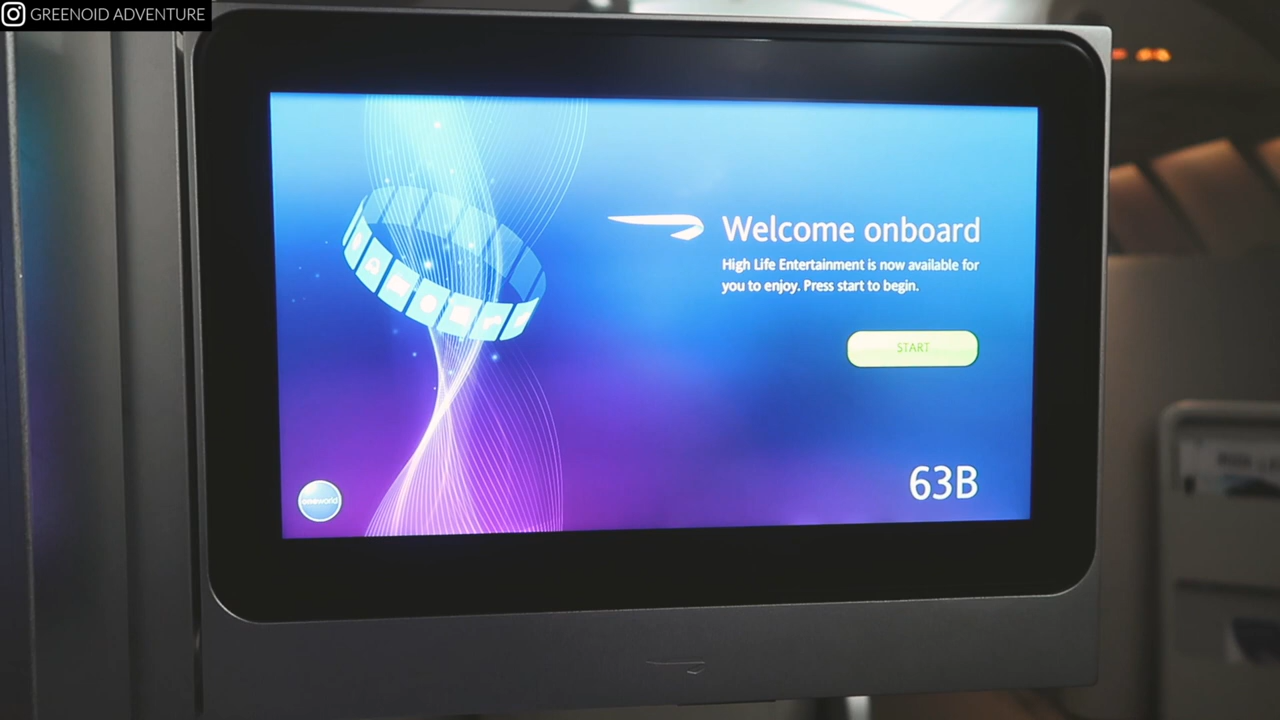 GREENOID ADVENTURE
Welcome onboard
High Life Entertainment is now available for
you to enjoy. Press start to begin.
START
63B
oneworld